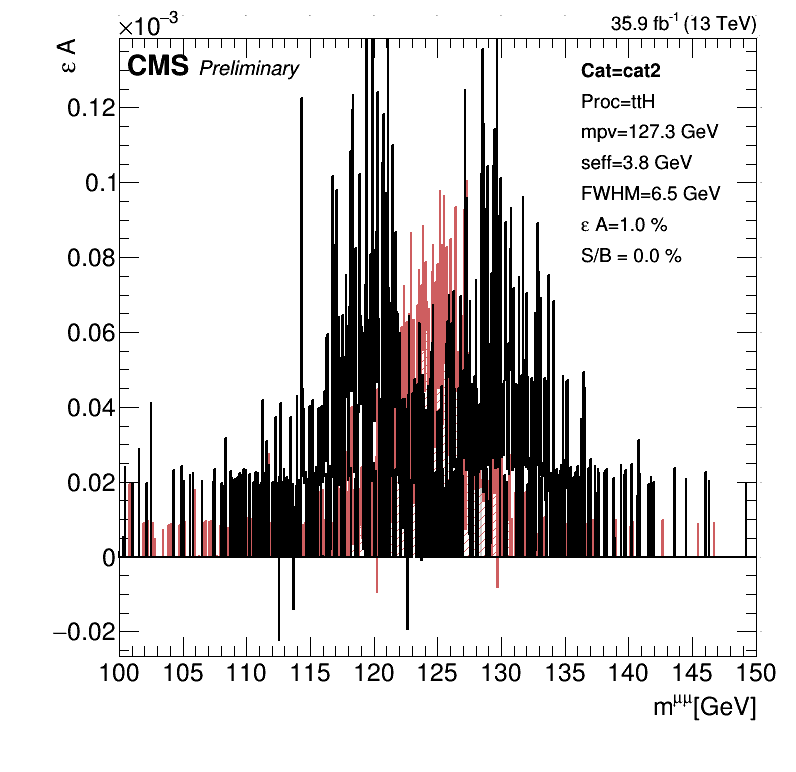 ×10⁻³
35.9 fb⁻¹ (13 TeV)
ε A
CMS Preliminary
Cat=cat2
Proc=ttH
mpv=127.3 GeV
seff=3.8 GeV
FWHM=6.5 GeV
ε A=1.0 %
S/B = 0.0 %
0.12
0.1
0.08
0.06
0.04
0.02
0
−0.02
100 105 110 115 120 125 130 135 140 145 150
m^μμ[GeV]